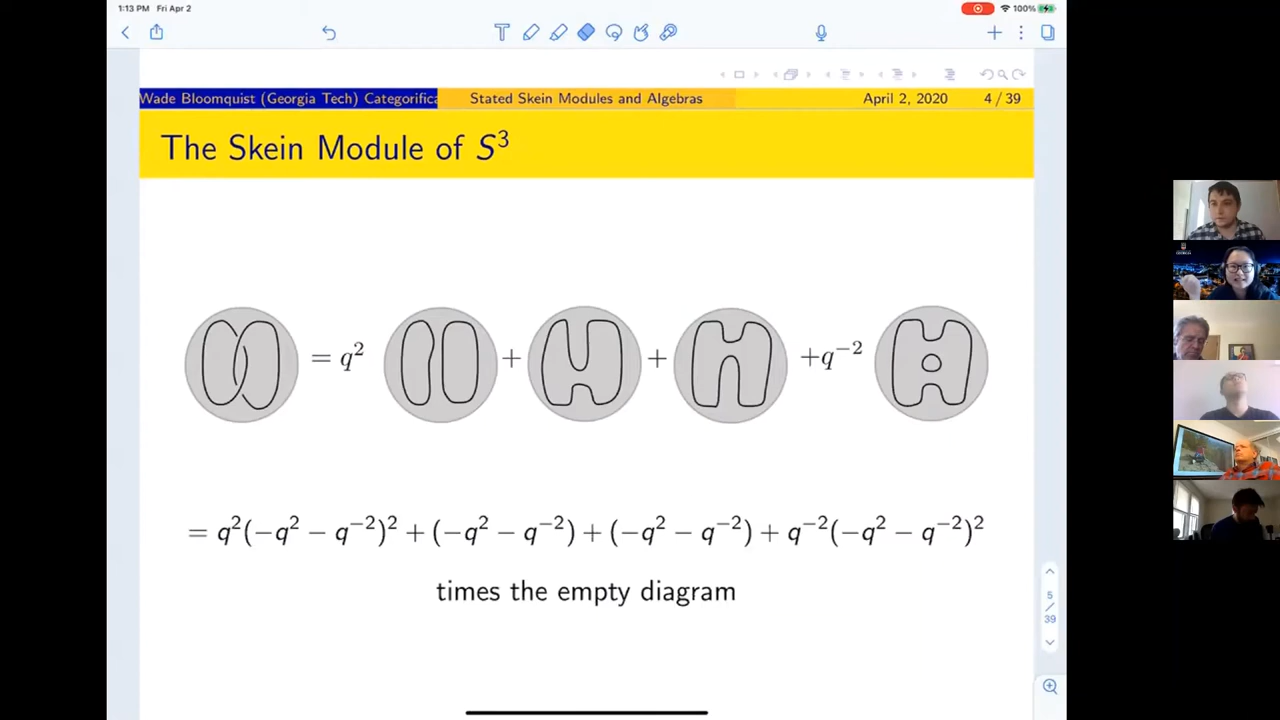 1:13 PM Fri Apr 2
100%
T
Wade Bloomquist (Georgia Tech) Categorifica
Stated Skein Modules and Algebras
April 2, 2020
4 / 39
The Skein Module of S³
= q² + + +q⁻²
= q²(−q² − q⁻²)² + (−q² − q⁻²) + (−q² − q⁻²) + q⁻²(−q² − q⁻²)²
times the empty diagram
5
/
39